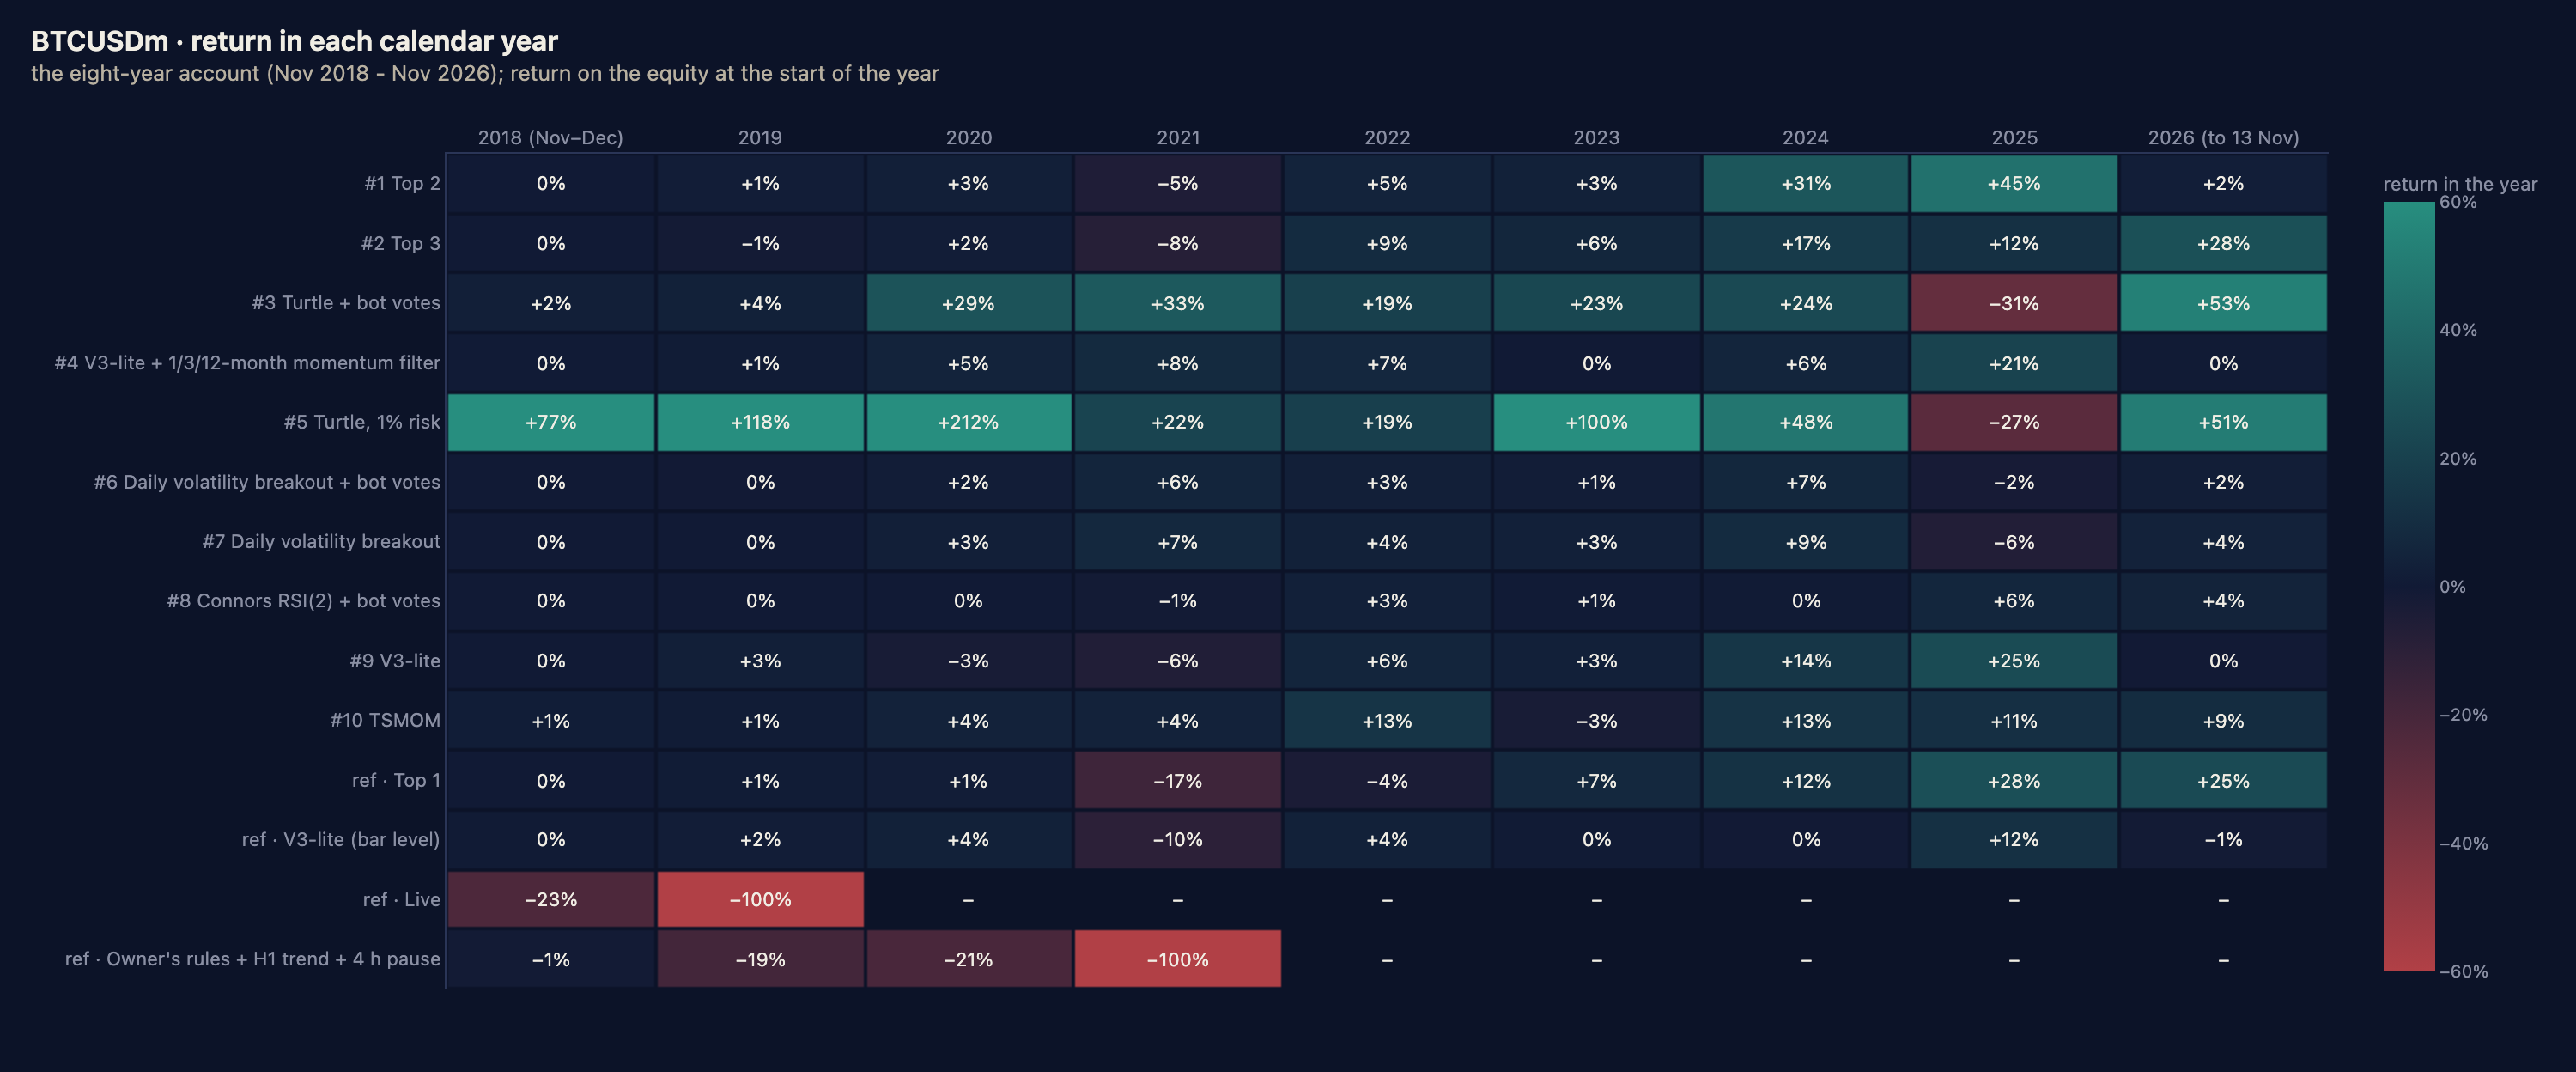 BTCUSDm · return in each calendar year
the eight-year account (Nov 2018 - Nov 2026); return on the equity at the start of the year
2018 (Nov–Dec) 2019 2020 2021 2022 2023 2024 2025 2026 (to 13 Nov)
#1 Top 2 0% +1% +3% −5% +5% +3% +31% +45% +2%
#2 Top 3 0% −1% +2% −8% +9% +6% +17% +12% +28%
#3 Turtle + bot votes +2% +4% +29% +33% +19% +23% +24% −31% +53%
#4 V3-lite + 1/3/12-month momentum filter 0% +1% +5% +8% +7% 0% +6% +21% 0%
#5 Turtle, 1% risk +77% +118% +212% +22% +19% +100% +48% −27% +51%
#6 Daily volatility breakout + bot votes 0% 0% +2% +6% +3% +1% +7% −2% +2%
#7 Daily volatility breakout 0% 0% +3% +7% +4% +3% +9% −6% +4%
#8 Connors RSI(2) + bot votes 0% 0% 0% −1% +3% +1% 0% +6% +4%
#9 V3-lite 0% +3% −3% −6% +6% +3% +14% +25% 0%
#10 TSMOM +1% +1% +4% +4% +13% −3% +13% +11% +9%
ref · Top 1 0% +1% +1% −17% −4% +7% +12% +28% +25%
ref · V3-lite (bar level) 0% +2% +4% −10% +4% 0% 0% +12% −1%
ref · Live −23% −100% – – – – – – –
ref · Owner's rules + H1 trend + 4 h pause −1% −19% −21% −100% – – – – –
return in the year
60%
40%
20%
0%
−20%
−40%
−60%